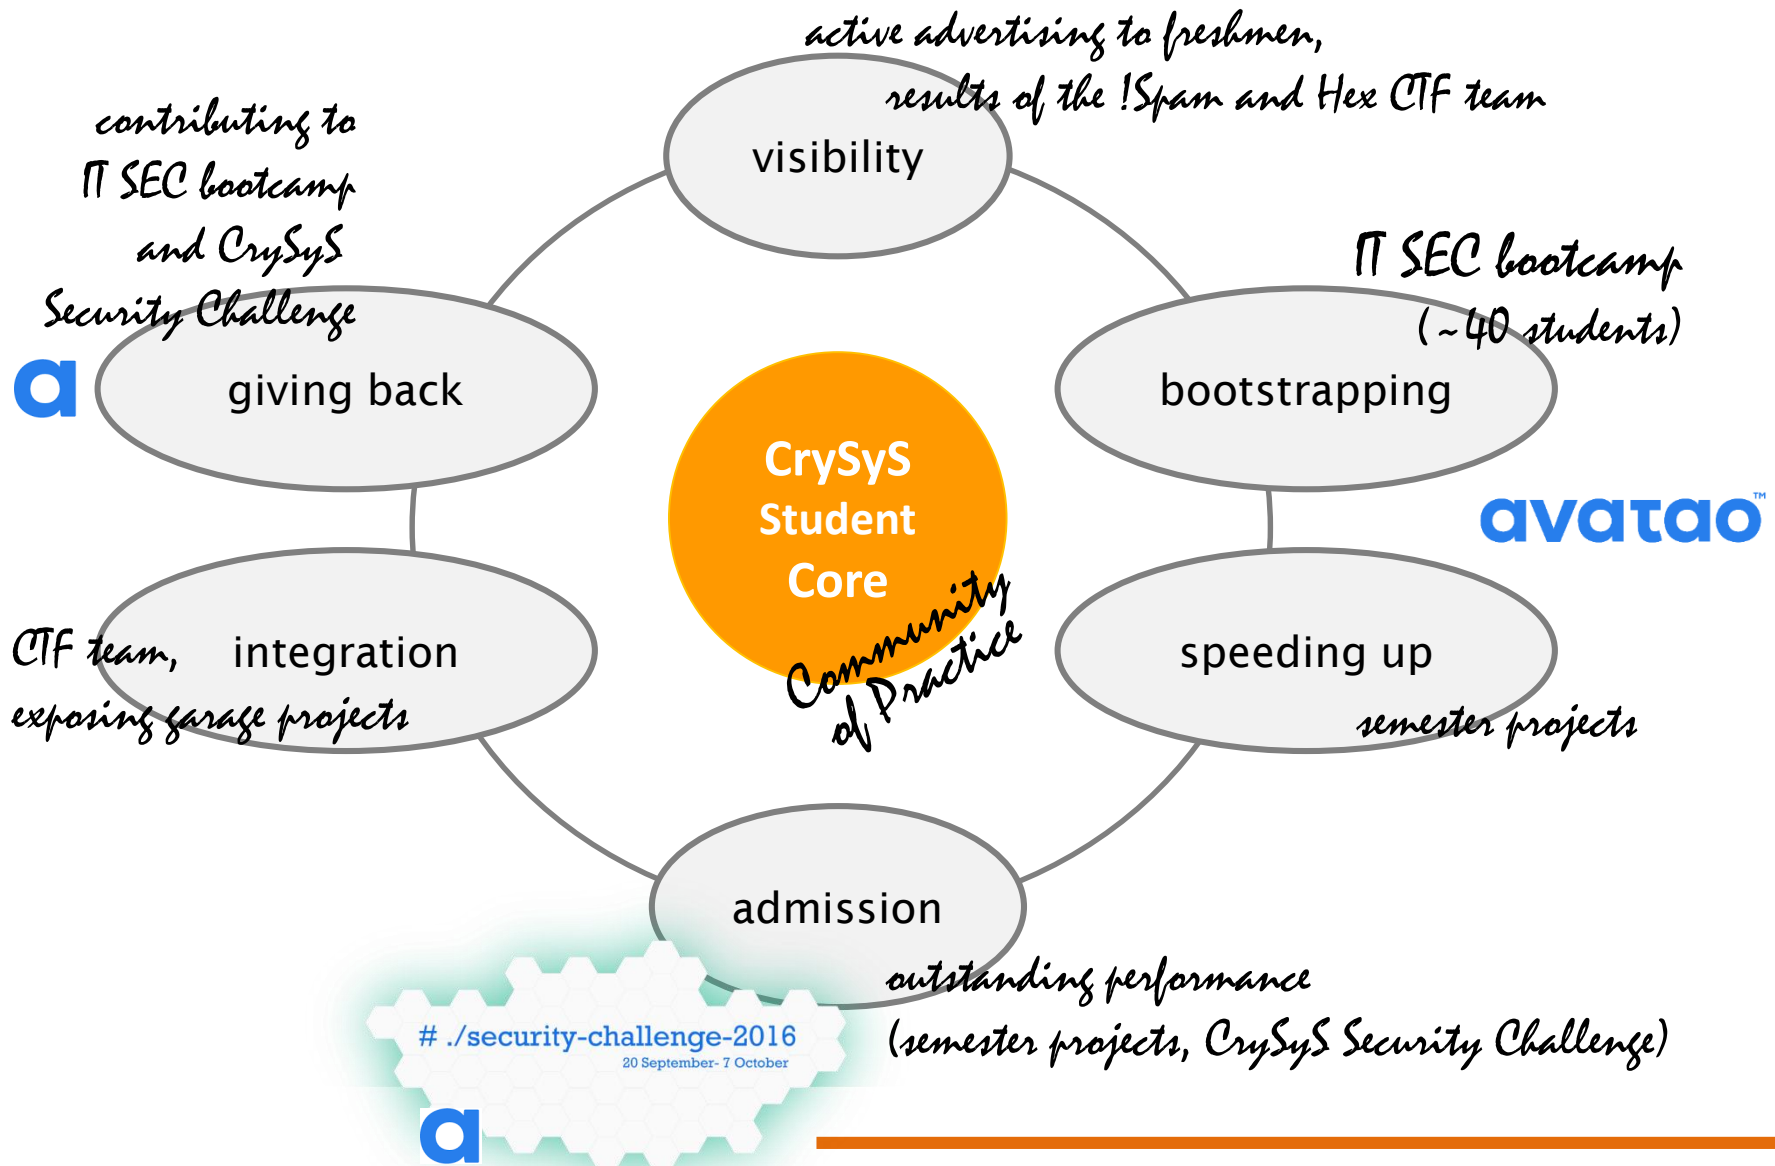 active advertising to freshmen,
results of the !Spam and Hex CTF team
visibility
contributing to
IT SEC bootcamp
and CrySyS
Security Challenge
giving back
a
IT SEC bootcamp
(~40 students)
bootstrapping
avatao™
CrySyS
Student
Core
Community
of Practice
CTF team,
integration
exposing garage projects
speeding up
semester projects
admission
outstanding performance
(semester projects, CrySyS Security Challenge)
# ./security-challenge-2016
20 September- 7 October
a